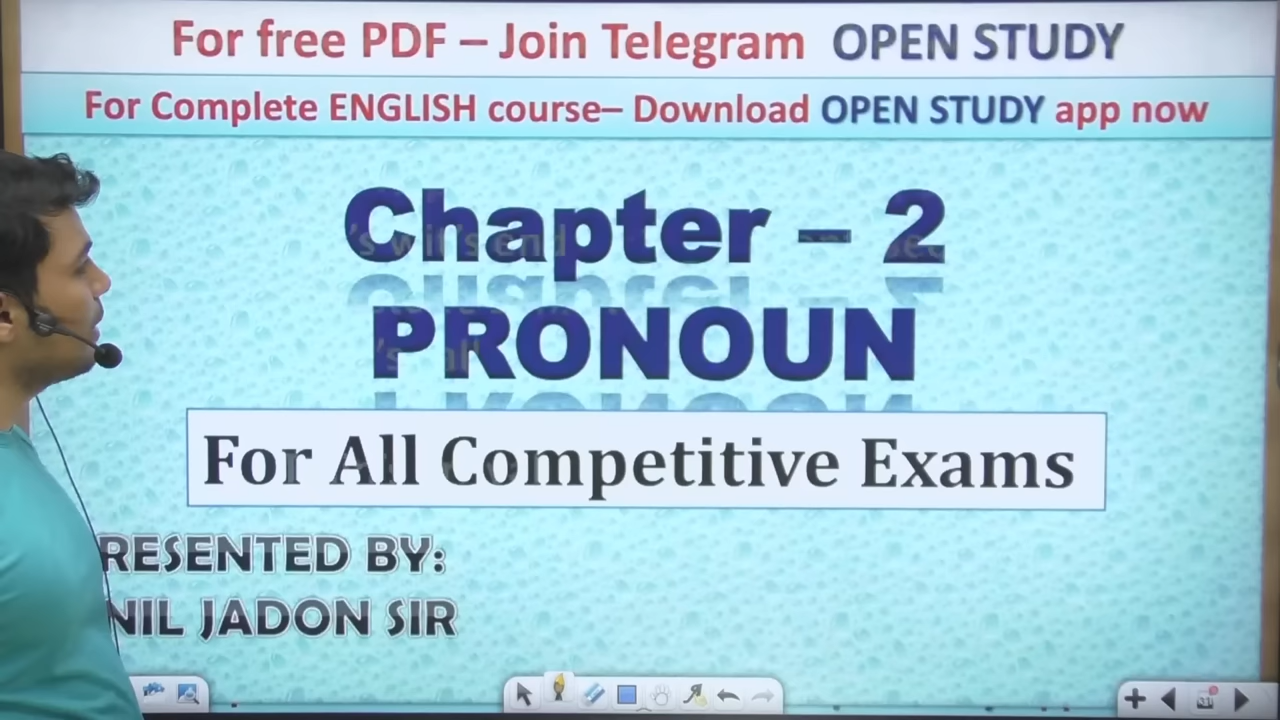 For free PDF – Join Telegram OPEN STUDY
For Complete ENGLISH course– Download OPEN STUDY app now
Chapter – 2
PRONOUN
For All Competitive Exams
RESENTED BY:
NIL JADON SIR